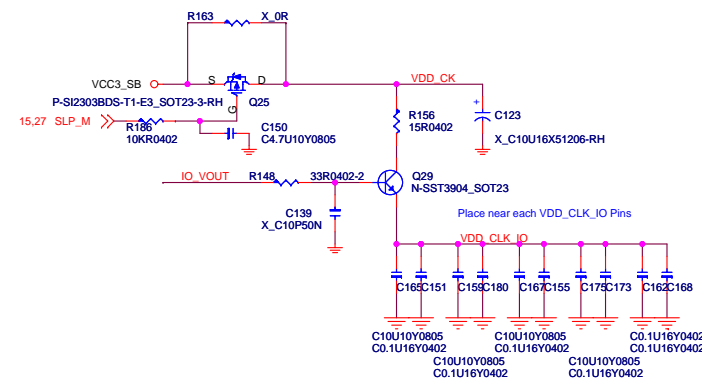 R163 X_0R
VCC3_SB S D VDD_CK
P-SI2303BDS-T1-E3_SOT23-3-RH Q25
G
15,27 SLP_M
R186
10KR0402
C150
C4.7U10Y0805
R156
15R0402
+
C123
X_C10U16X51206-RH
IO_VOUT R148 33R0402-2
Q29
N-SST3904_SOT23
C139
X_C10P50N
Place near each VDD_CLK_IO Pins
VDD_CLK_IO
C165 C151 C159 C180 C167 C155 C175 C173 C162 C168
C10U10Y0805 C10U10Y0805 C0.1U16Y0402
C0.1U16Y0402 C0.1U16Y0402 C0.1U16Y0402
C10U10Y0805 C10U10Y0805
C0.1U16Y0402 C0.1U16Y0402